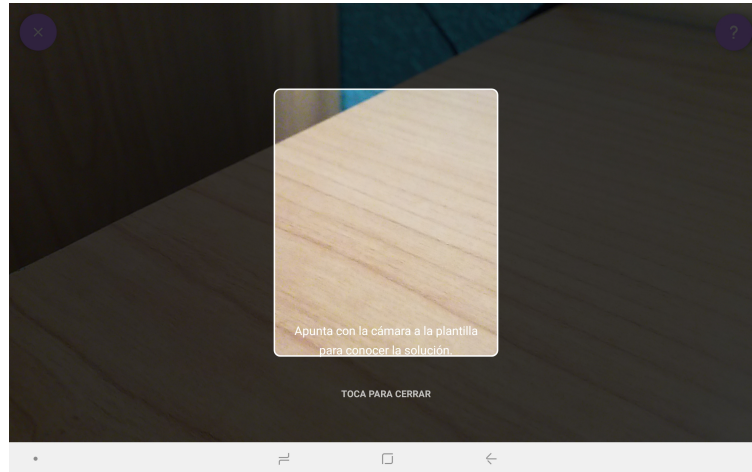 ×
?
Apunta con la cámara a la plantilla
para conocer la solución.
TOCA PARA CERRAR